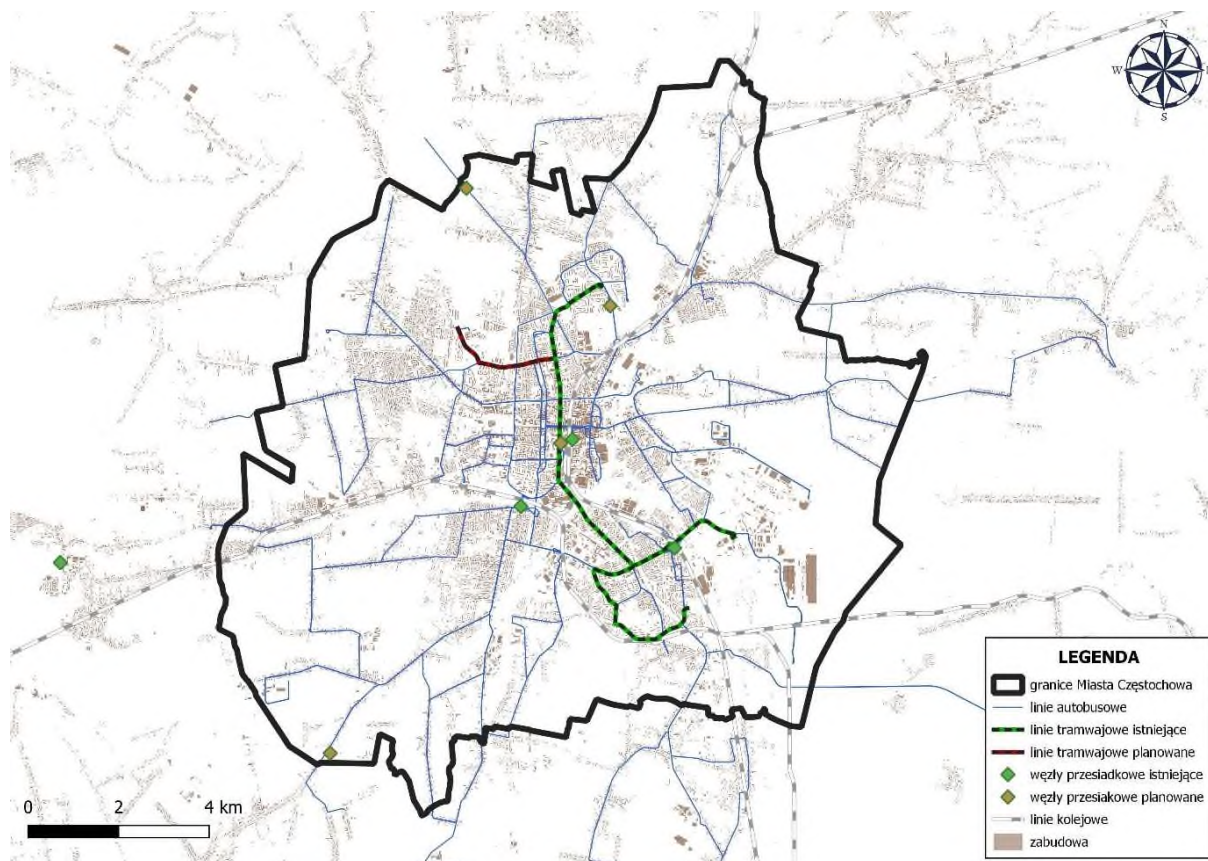 N
W
S
LEGENDA
granice Miasta Częstochowa
linie autobusowe
linie tramwajowe istniejące
linie tramwajowe planowane
węzły przesiadkowe istniejące
węzły przesiakowe planowane
linie kolejowe
zabudowa
0 2 4 km